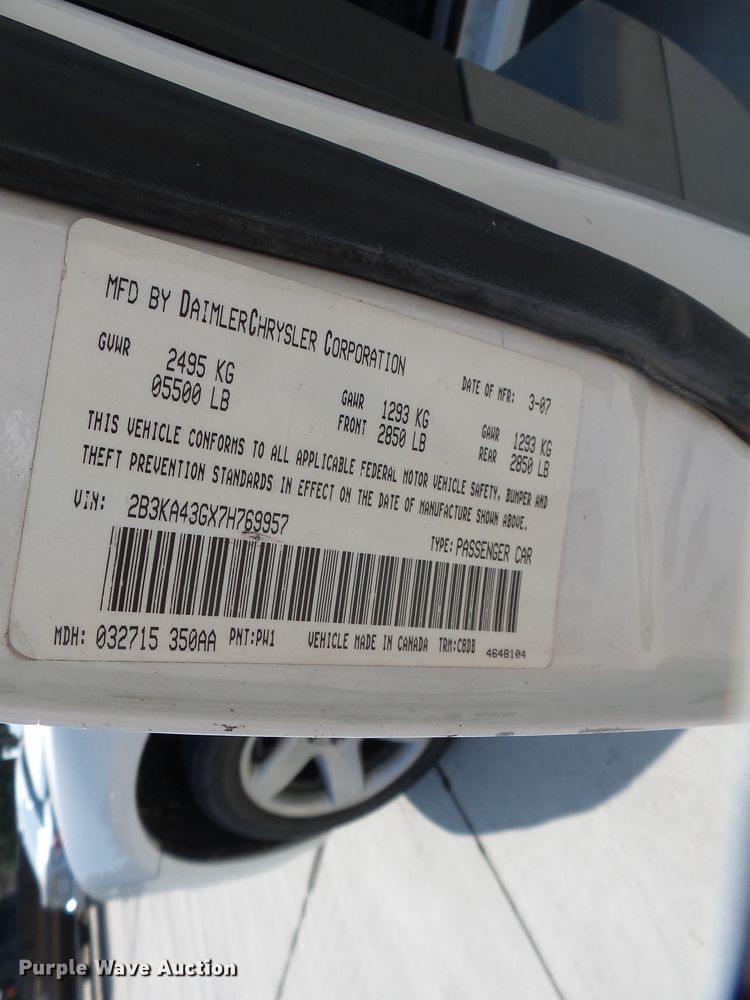 MFD BY DAIMLERCHRYSLER CORPORATION
DATE OF MFR: 3-07
GVWR 2495 KG 05500 LB
GAWR FRONT 1293 KG 2850 LB
GAWR REAR 1293 KG 2850 LB
THIS VEHICLE CONFORMS TO ALL APPLICABLE FEDERAL MOTOR VEHICLE SAFETY, BUMPER AND
THEFT PREVENTION STANDARDS IN EFFECT ON THE DATE OF MANUFACTURE SHOWN ABOVE.
VIN: 2B3KA43GX7H769957
TYPE: PASSENGER CAR
MDH: 032715 350AA PNT:PW1 VEHICLE MADE IN CANADA TRM:C8DB 4648104
Purple Wave Auction